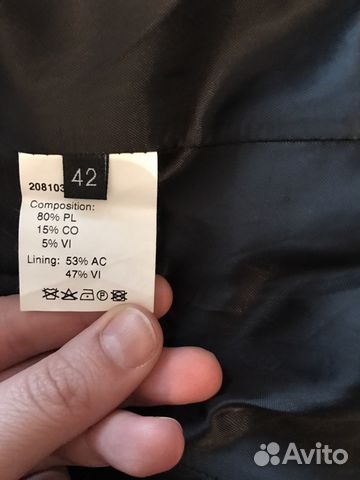 208103
42
Composition:
80% PL
15% CO
5% VI
Lining: 53% AC
47% VI
Avito